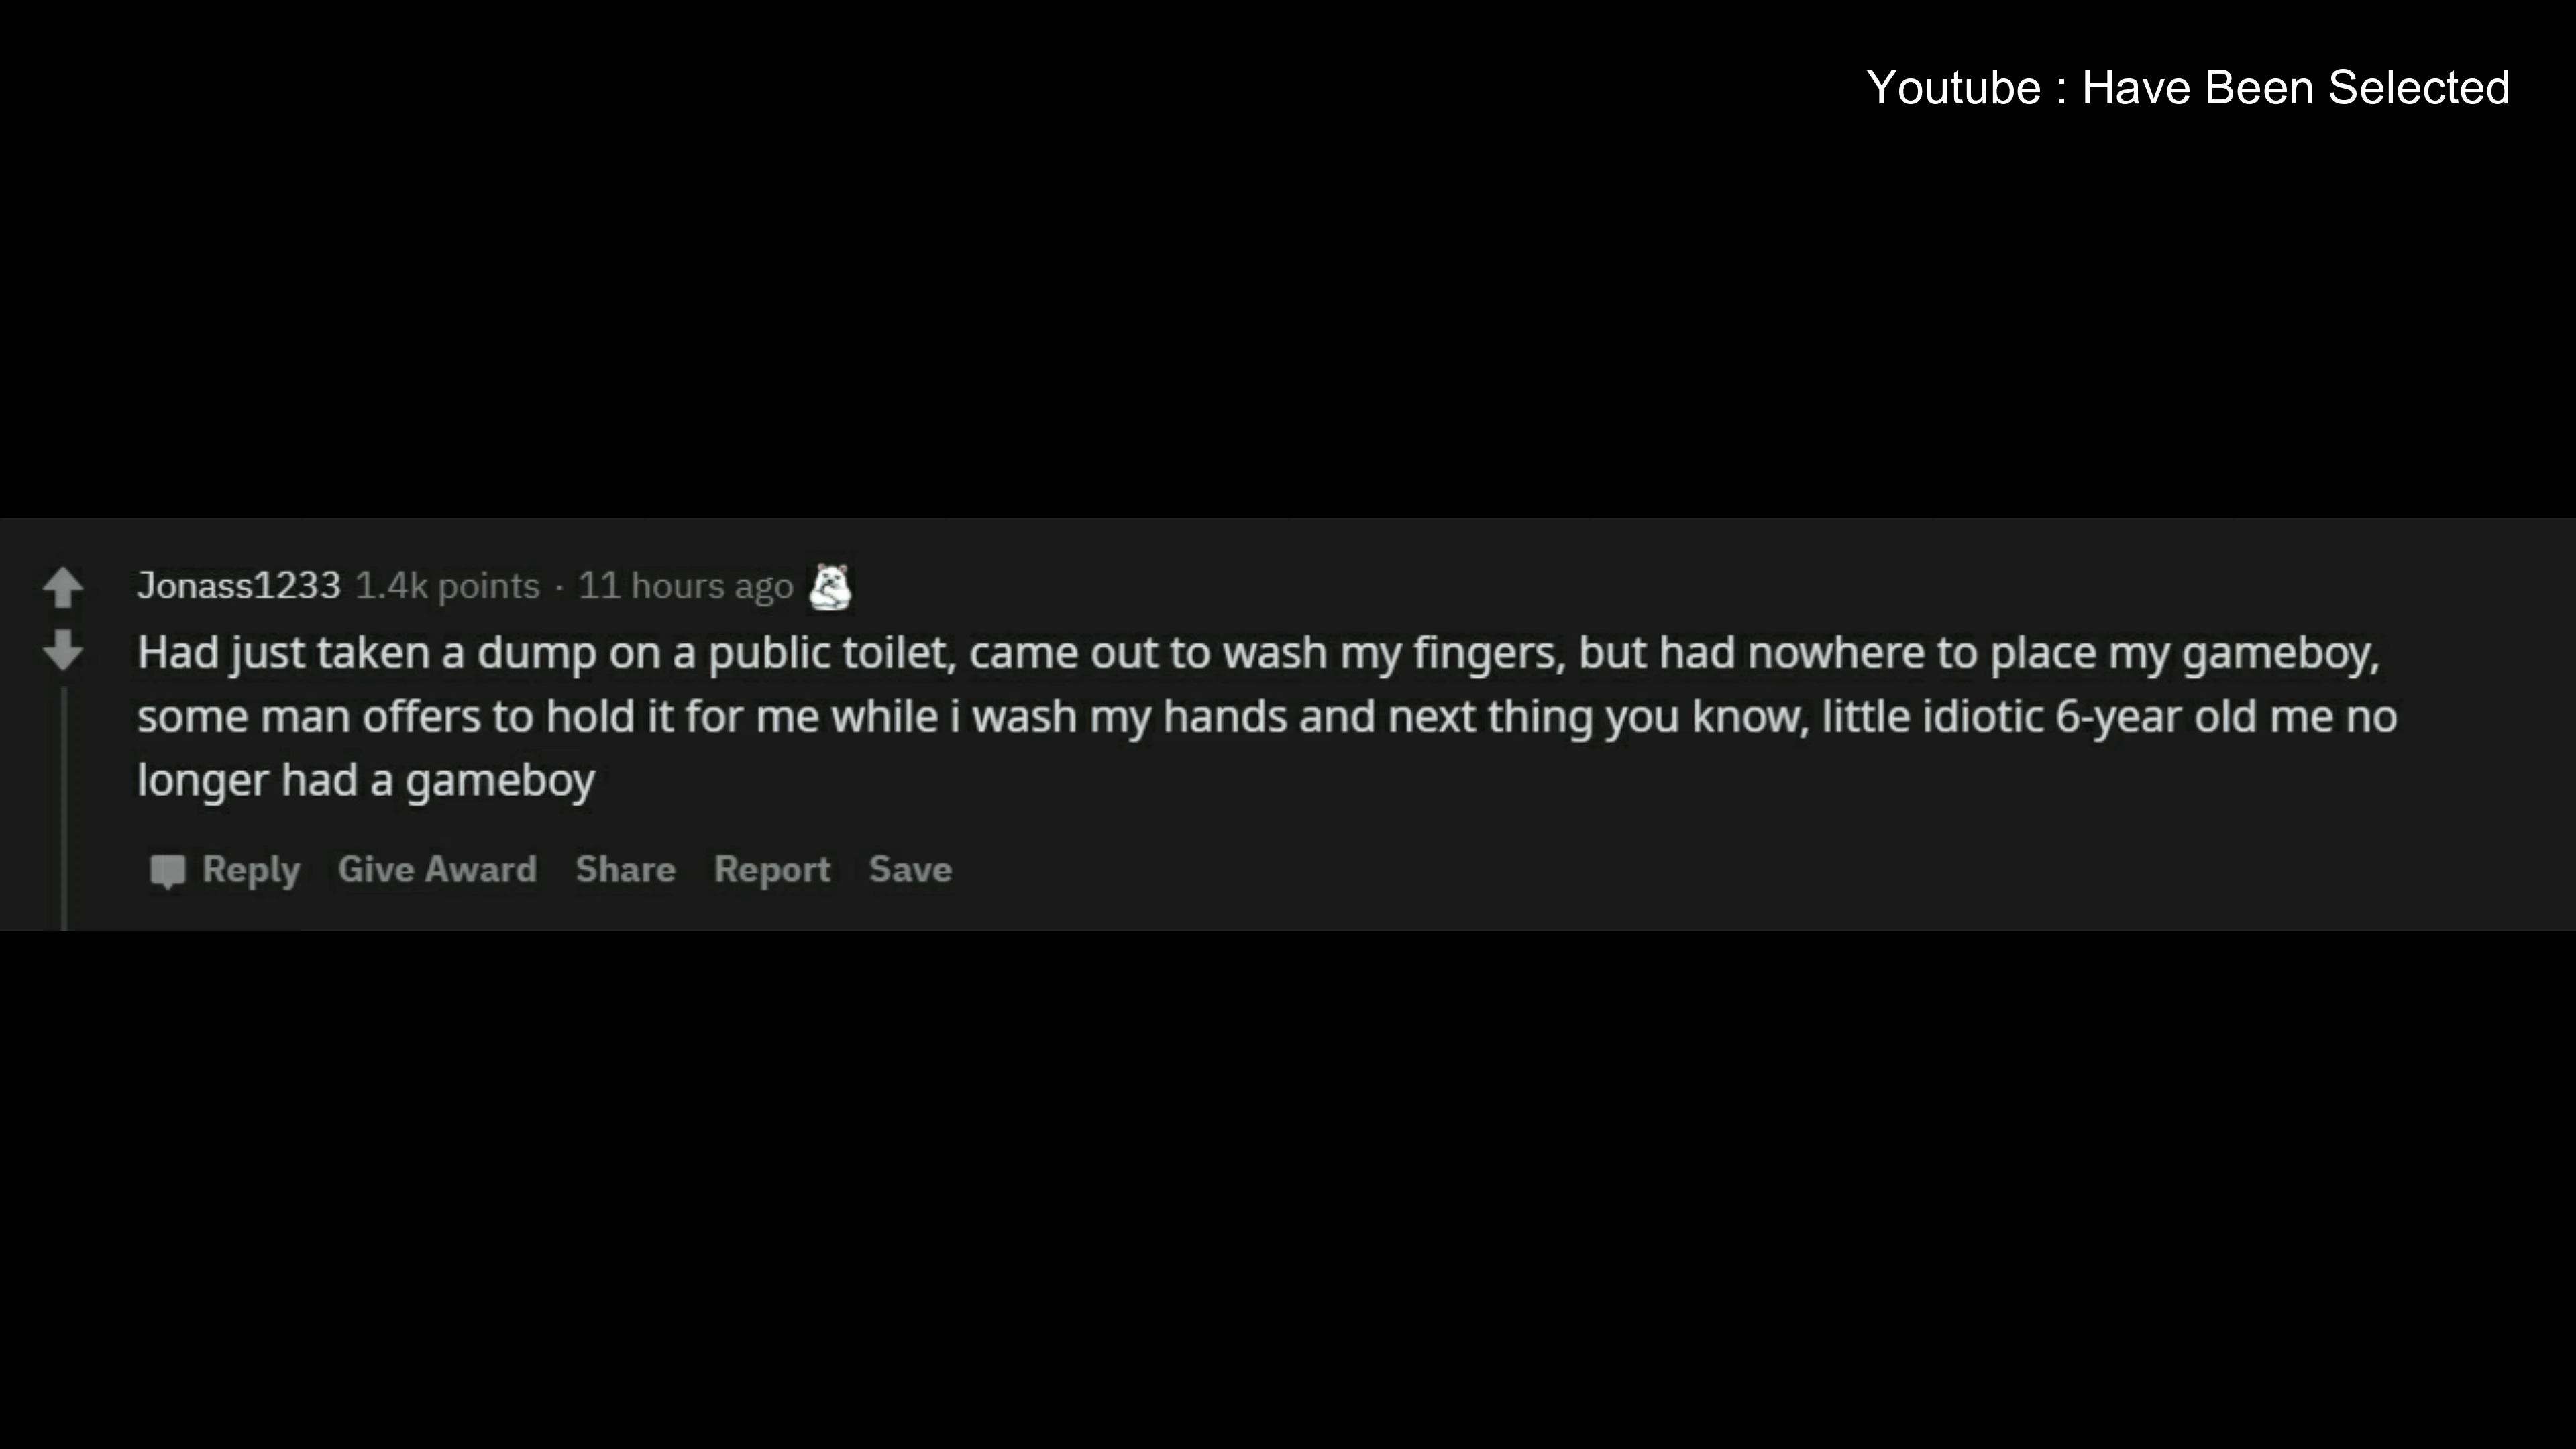 Youtube : Have Been Selected
Jonass1233 1.4k points · 11 hours ago
Had just taken a dump on a public toilet, came out to wash my fingers, but had nowhere to place my gameboy,
some man offers to hold it for me while i wash my hands and next thing you know, little idiotic 6-year old me no
longer had a gameboy
Reply Give Award Share Report Save